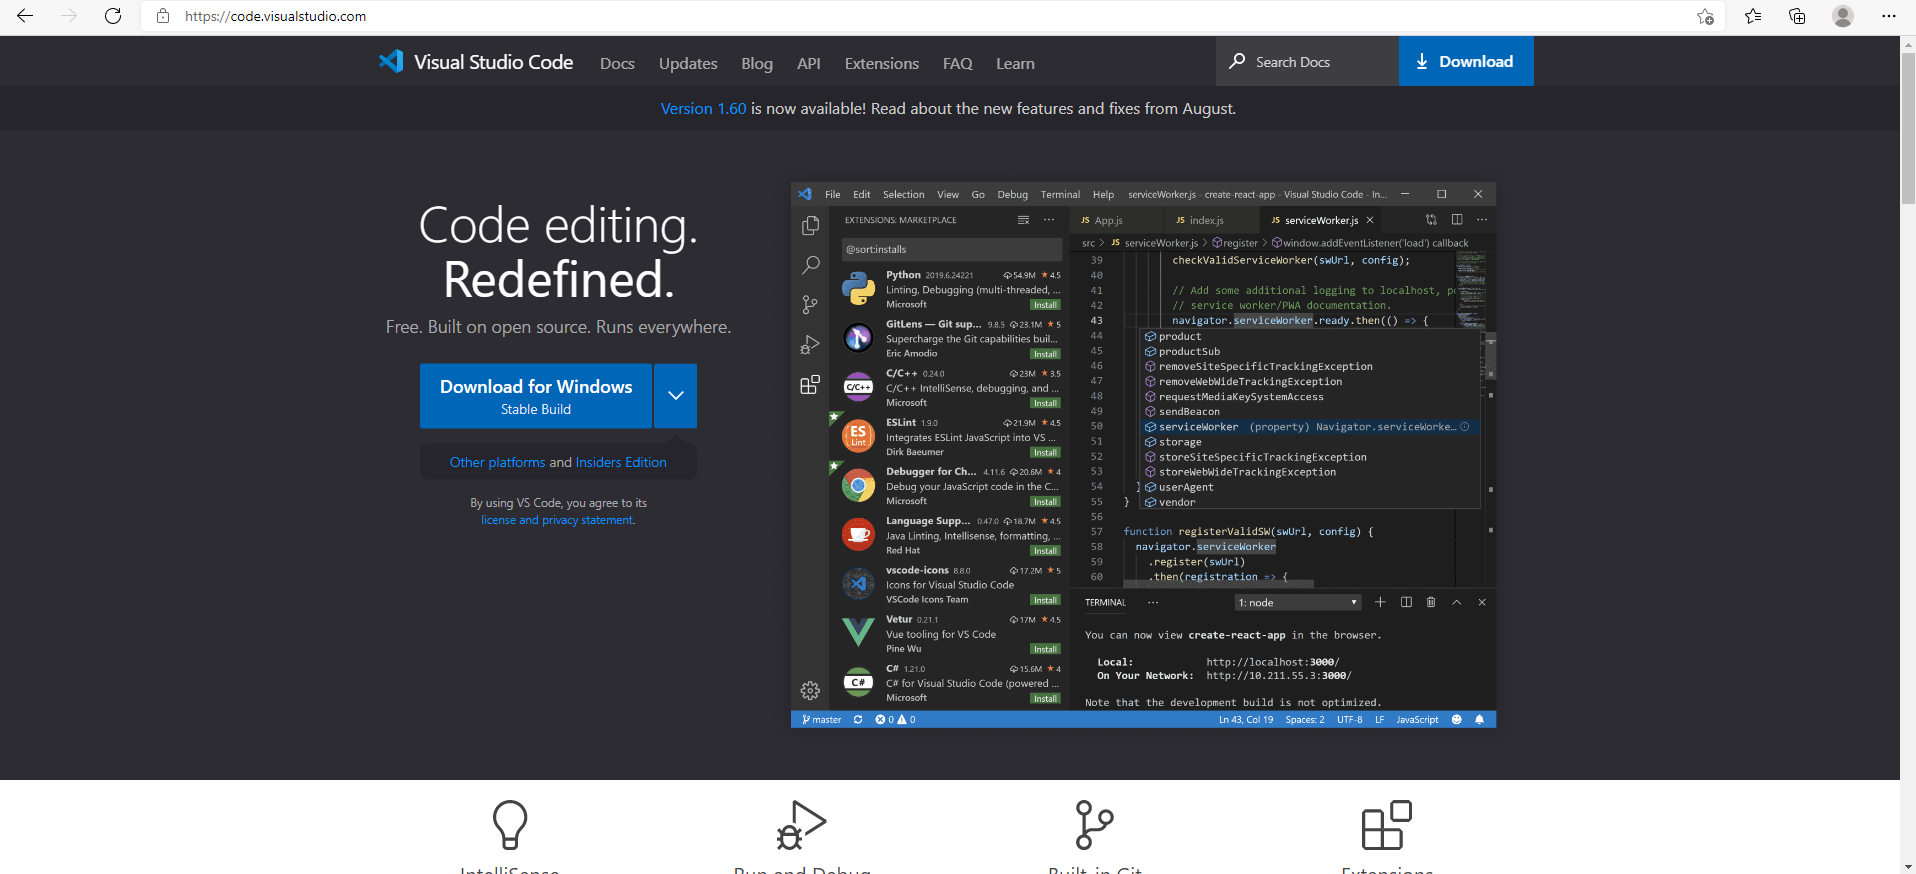 https://code.visualstudio.com
Visual Studio Code Docs Updates Blog API Extensions FAQ Learn Search Docs Download
Version 1.60 is now available! Read about the new features and fixes from August.
Code editing.
Redefined.
Free. Built on open source. Runs everywhere.
Download for Windows
Stable Build
Other platforms and Insiders Edition
By using VS Code, you agree to its
license and privacy statement.
File Edit Selection View Go Debug Terminal Help serviceWorker.js - create-react-app - Visual Studio Code - In...
EXTENSIONS: MARKETPLACE
@sort:installs
Python 2019.6.24221 54.9M ★ 4.5
Linting, Debugging (multi-threaded, ...
Microsoft Install
GitLens — Git sup... 9.8.5 23.1M ★ 5
Supercharge the Git capabilities buil...
Eric Amodio Install
C/C++ C/C++ 0.24.0 23M ★ 3.5
C/C++ IntelliSense, debugging, and ...
Microsoft Install
ES Lint ESLint 1.9.0 21.9M ★ 4.5
Integrates ESLint JavaScript into VS ...
Dirk Baeumer Install
Debugger for Ch... 4.11.6 20.6M ★ 4
Debug your JavaScript code in the C...
Microsoft Install
Language Supp... 0.47.0 18.7M ★ 4.5
Java Linting, Intellisense, formatting, ...
Red Hat Install
vscode-icons 8.8.0 17.2M ★ 5
Icons for Visual Studio Code
VSCode Icons Team Install
Vetur 0.21.1 17M ★ 4.5
Vue tooling for VS Code
Pine Wu Install
C# C# 1.21.0 15.6M ★ 4
C# for Visual Studio Code (powered ...
Microsoft Install
JS App.js JS index.js JS serviceWorker.js
src > JS serviceWorker.js > register > window.addEventListener('load') callback
39 checkValidServiceWorker(swUrl, config);
40
41 // Add some additional logging to localhost, po
42 // service worker/PWA documentation.
43 navigator.serviceWorker.ready.then(() => {
44 product
45 productSub
46 removeSiteSpecificTrackingException
47 removeWebWideTrackingException
48 requestMediaKeySystemAccess
49 sendBeacon
50 serviceWorker (property) Navigator.serviceWorke...
51 storage
52 storeSiteSpecificTrackingException
53 storeWebWideTrackingException
54 } userAgent
55 } vendor
56
57 function registerValidSW(swUrl, config) {
58 navigator.serviceWorker
59 .register(swUrl)
60 .then(registration => {
TERMINAL ... 1: node
You can now view create-react-app in the browser.
Local: http://localhost:3000/
On Your Network: http://10.211.55.3:3000/
Note that the development build is not optimized.
master 0 0 Ln 43, Col 19 Spaces: 2 UTF-8 LF JavaScript
IntelliSense Run and Debug Built-in Git Extensions